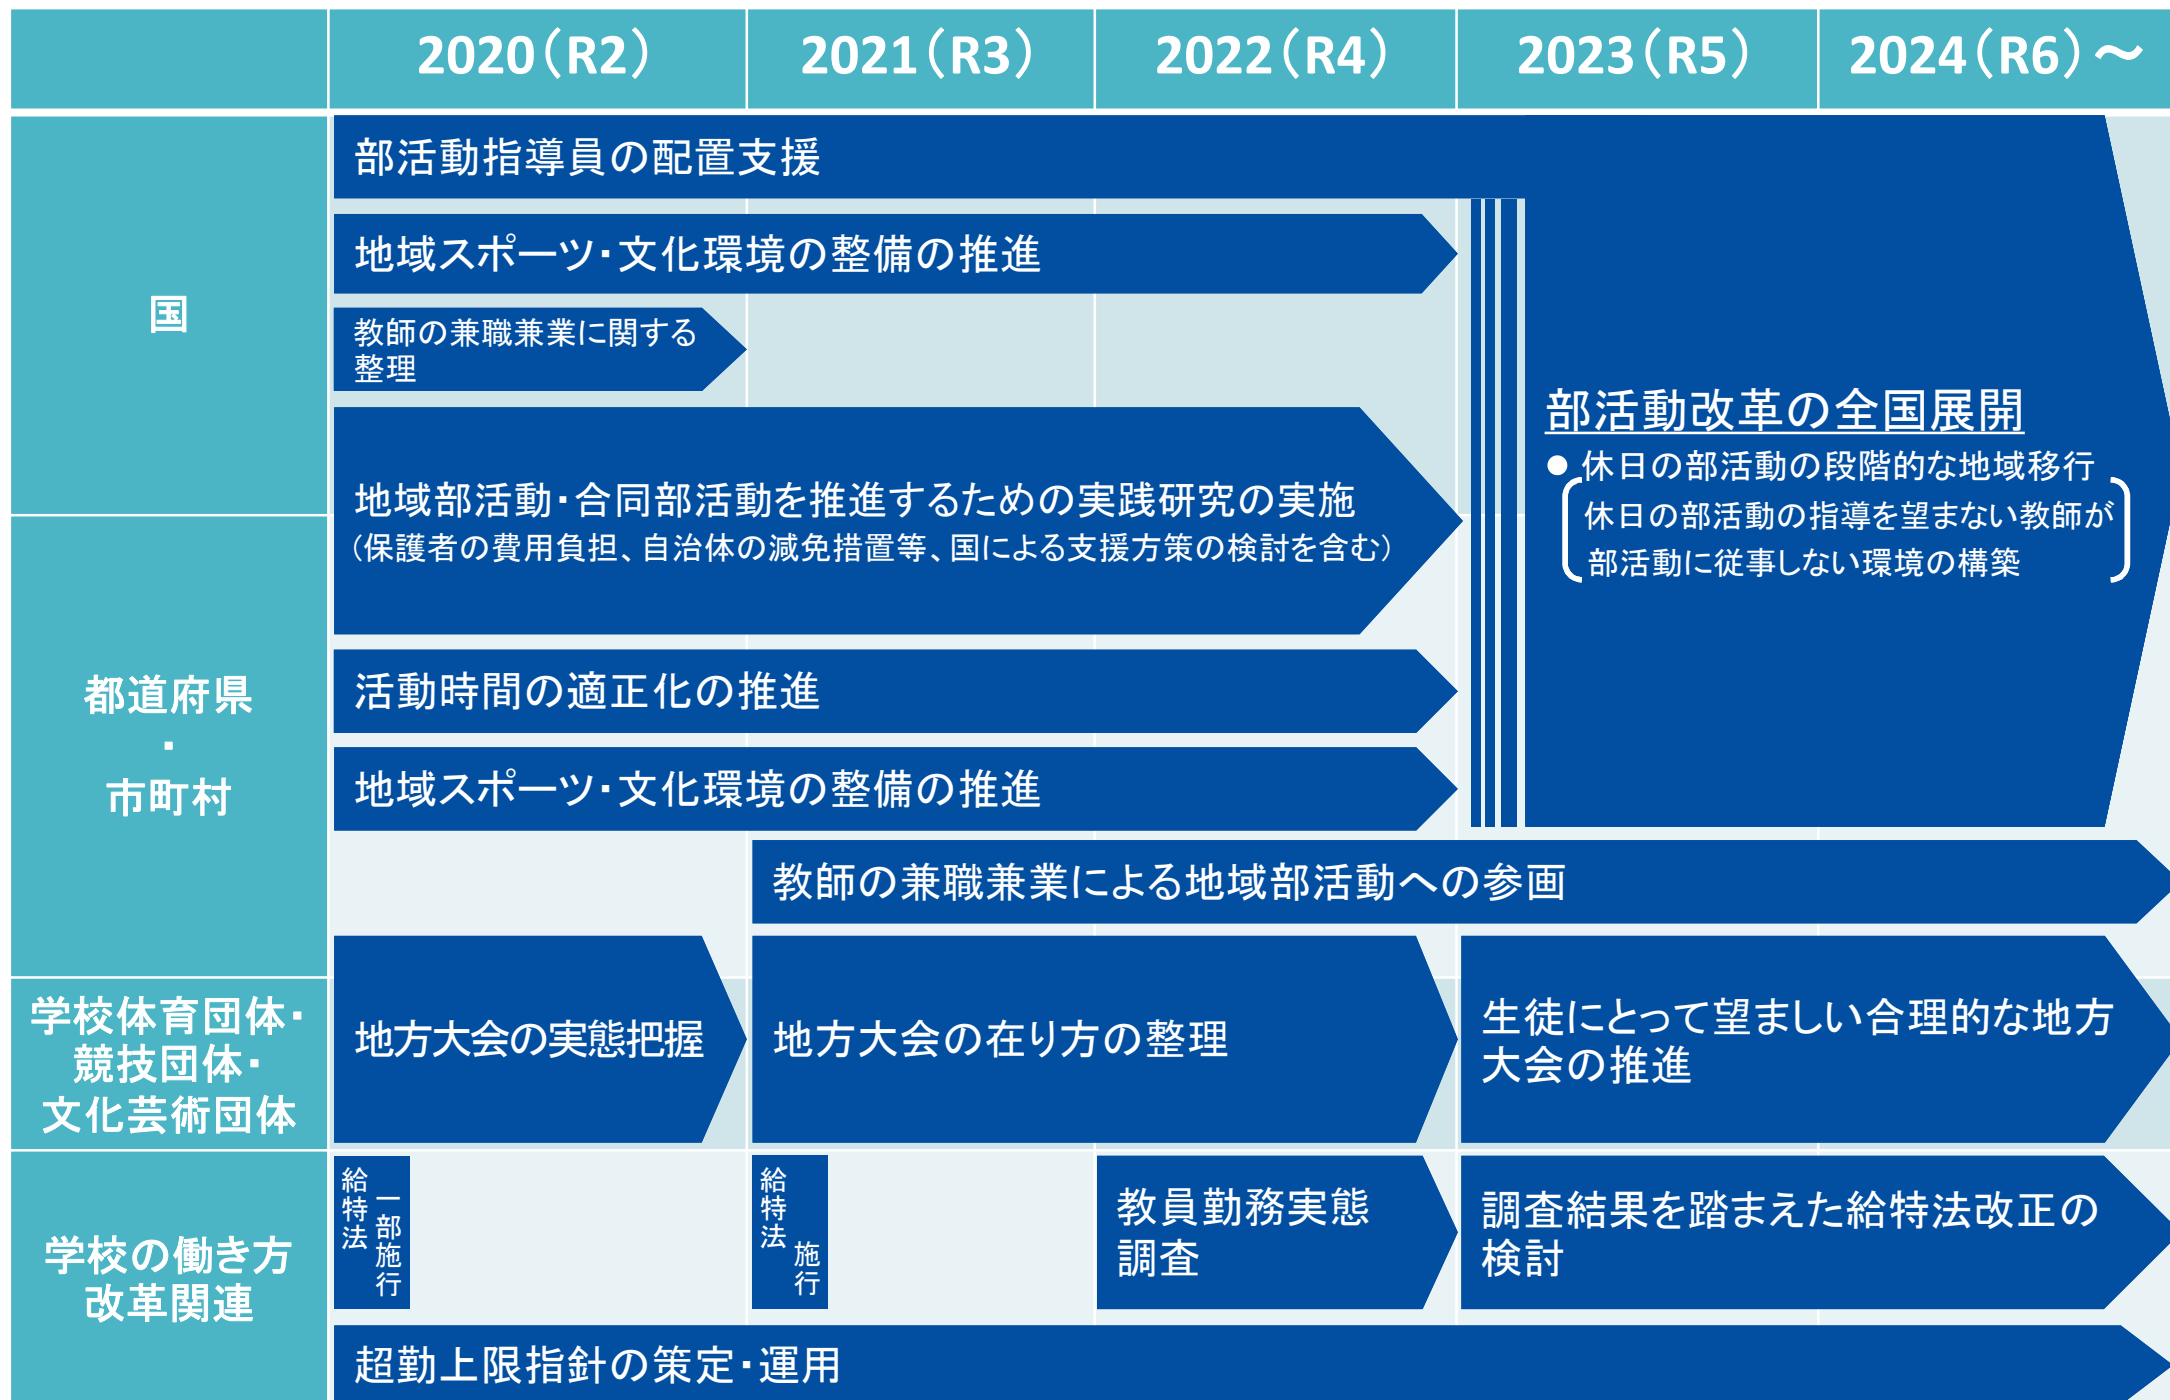 2020(R2)
2021(R3)
2022(R4)
2023(R5)
2024(R6)～
国
部活動指導員の配置支援
地域スポーツ・文化環境の整備の推進
教師の兼職兼業に関する
整理
地域部活動・合同部活動を推進するための実践研究の実施
(保護者の費用負担、自治体の減免措置等、国による支援方策の検討を含む)
部活動改革の全国展開
● 休日の部活動の段階的な地域移行
休日の部活動の指導を望まない教師が
部活動に従事しない環境の構築
都道府県
・
市町村
活動時間の適正化の推進
地域スポーツ・文化環境の整備の推進
教師の兼職兼業による地域部活動への参画
学校体育団体・
競技団体・
文化芸術団体
地方大会の実態把握
地方大会の在り方の整理
生徒にとって望ましい合理的な地方
大会の推進
学校の働き方
改革関連
給特法
一部施行
給特法
施行
教員勤務実態
調査
調査結果を踏まえた給特法改正の
検討
超勤上限指針の策定・運用